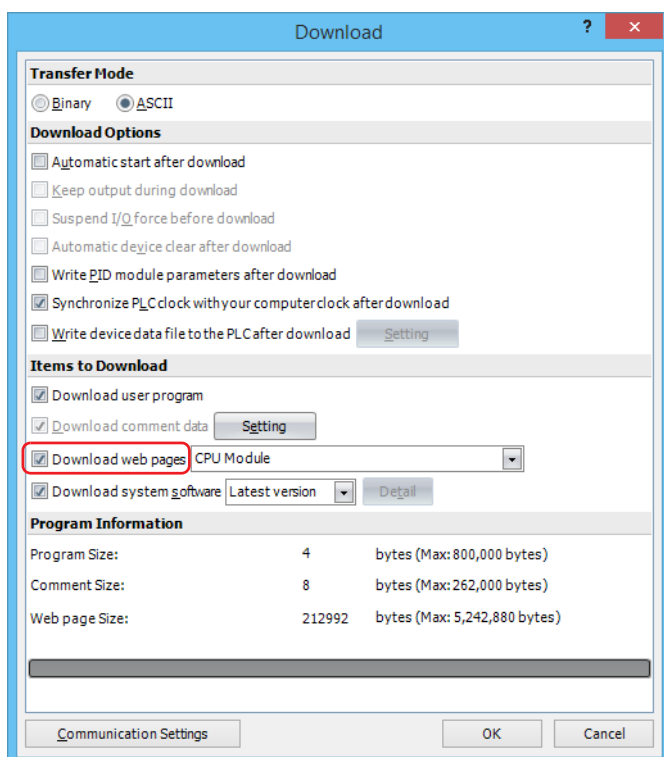 Download ? ×
Transfer Mode
Binary ASCII
Download Options
Automatic start after download
Keep output during download
Suspend I/O force before download
Automatic device clear after download
Write PID module parameters after download
Synchronize PLC clock with your computer clock after download
Write device data file to the PLC after download Setting
Items to Download
Download user program
Download comment data Setting
Download web pages CPU Module
Download system software Latest version Detail
Program Information
Program Size: 4 bytes (Max: 800,000 bytes)
Comment Size: 8 bytes (Max: 262,000 bytes)
Web page Size: 212992 bytes (Max: 5,242,880 bytes)
Communication Settings OK Cancel